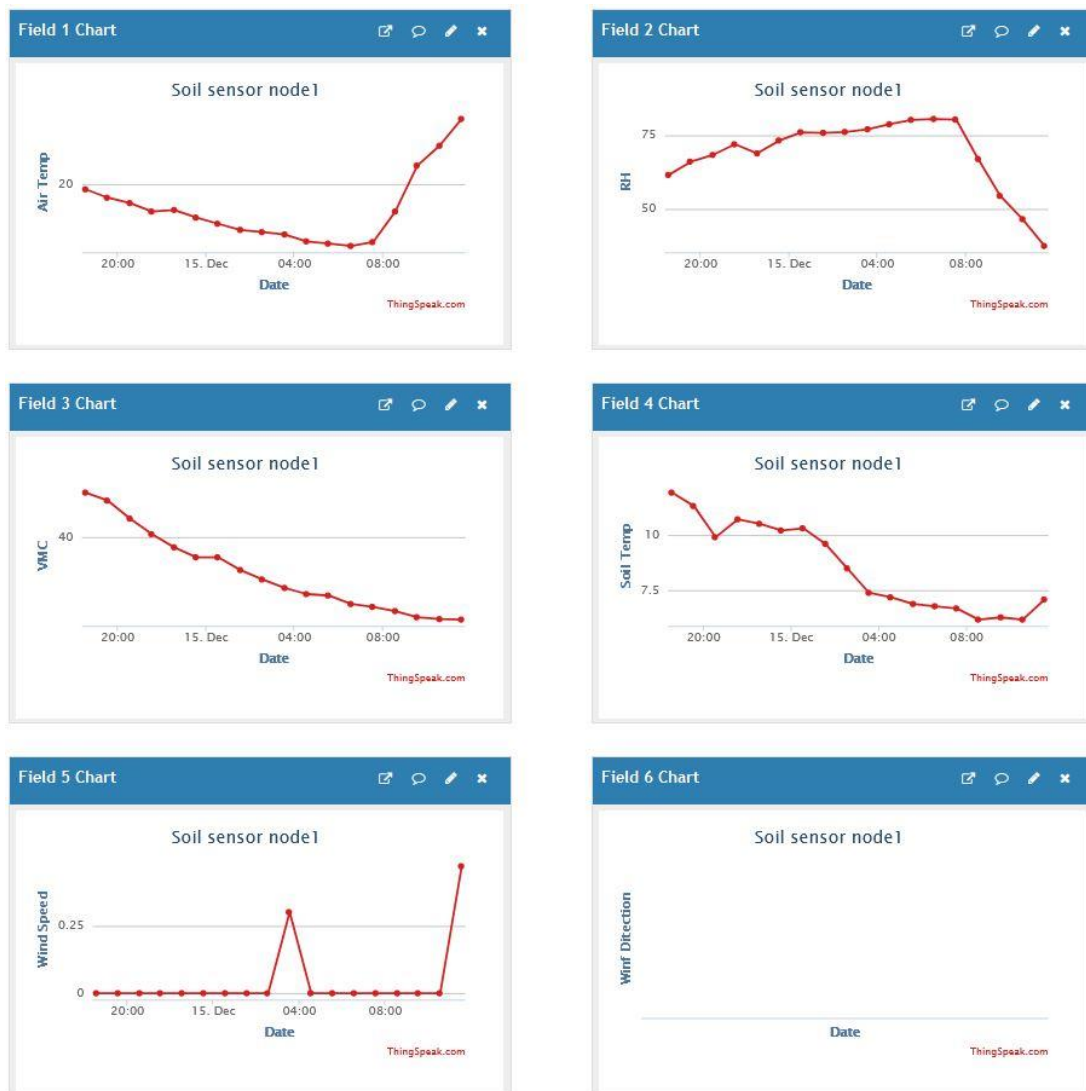 Field 1 Chart
Soil sensor node1
Air Temp
20
20:00 15. Dec 04:00 08:00
Date
ThingSpeak.com
Field 2 Chart
Soil sensor node1
RH
75
50
20:00 15. Dec 04:00 08:00
Date
ThingSpeak.com
Field 3 Chart
Soil sensor node1
VMC
40
20:00 15. Dec 04:00 08:00
Date
ThingSpeak.com
Field 4 Chart
Soil sensor node1
Soil Temp
10
7.5
20:00 15. Dec 04:00 08:00
Date
ThingSpeak.com
Field 5 Chart
Soil sensor node1
Wind Speed
0.25
0
20:00 15. Dec 04:00 08:00
Date
ThingSpeak.com
Field 6 Chart
Soil sensor node1
Winf Ditection
Date
ThingSpeak.com